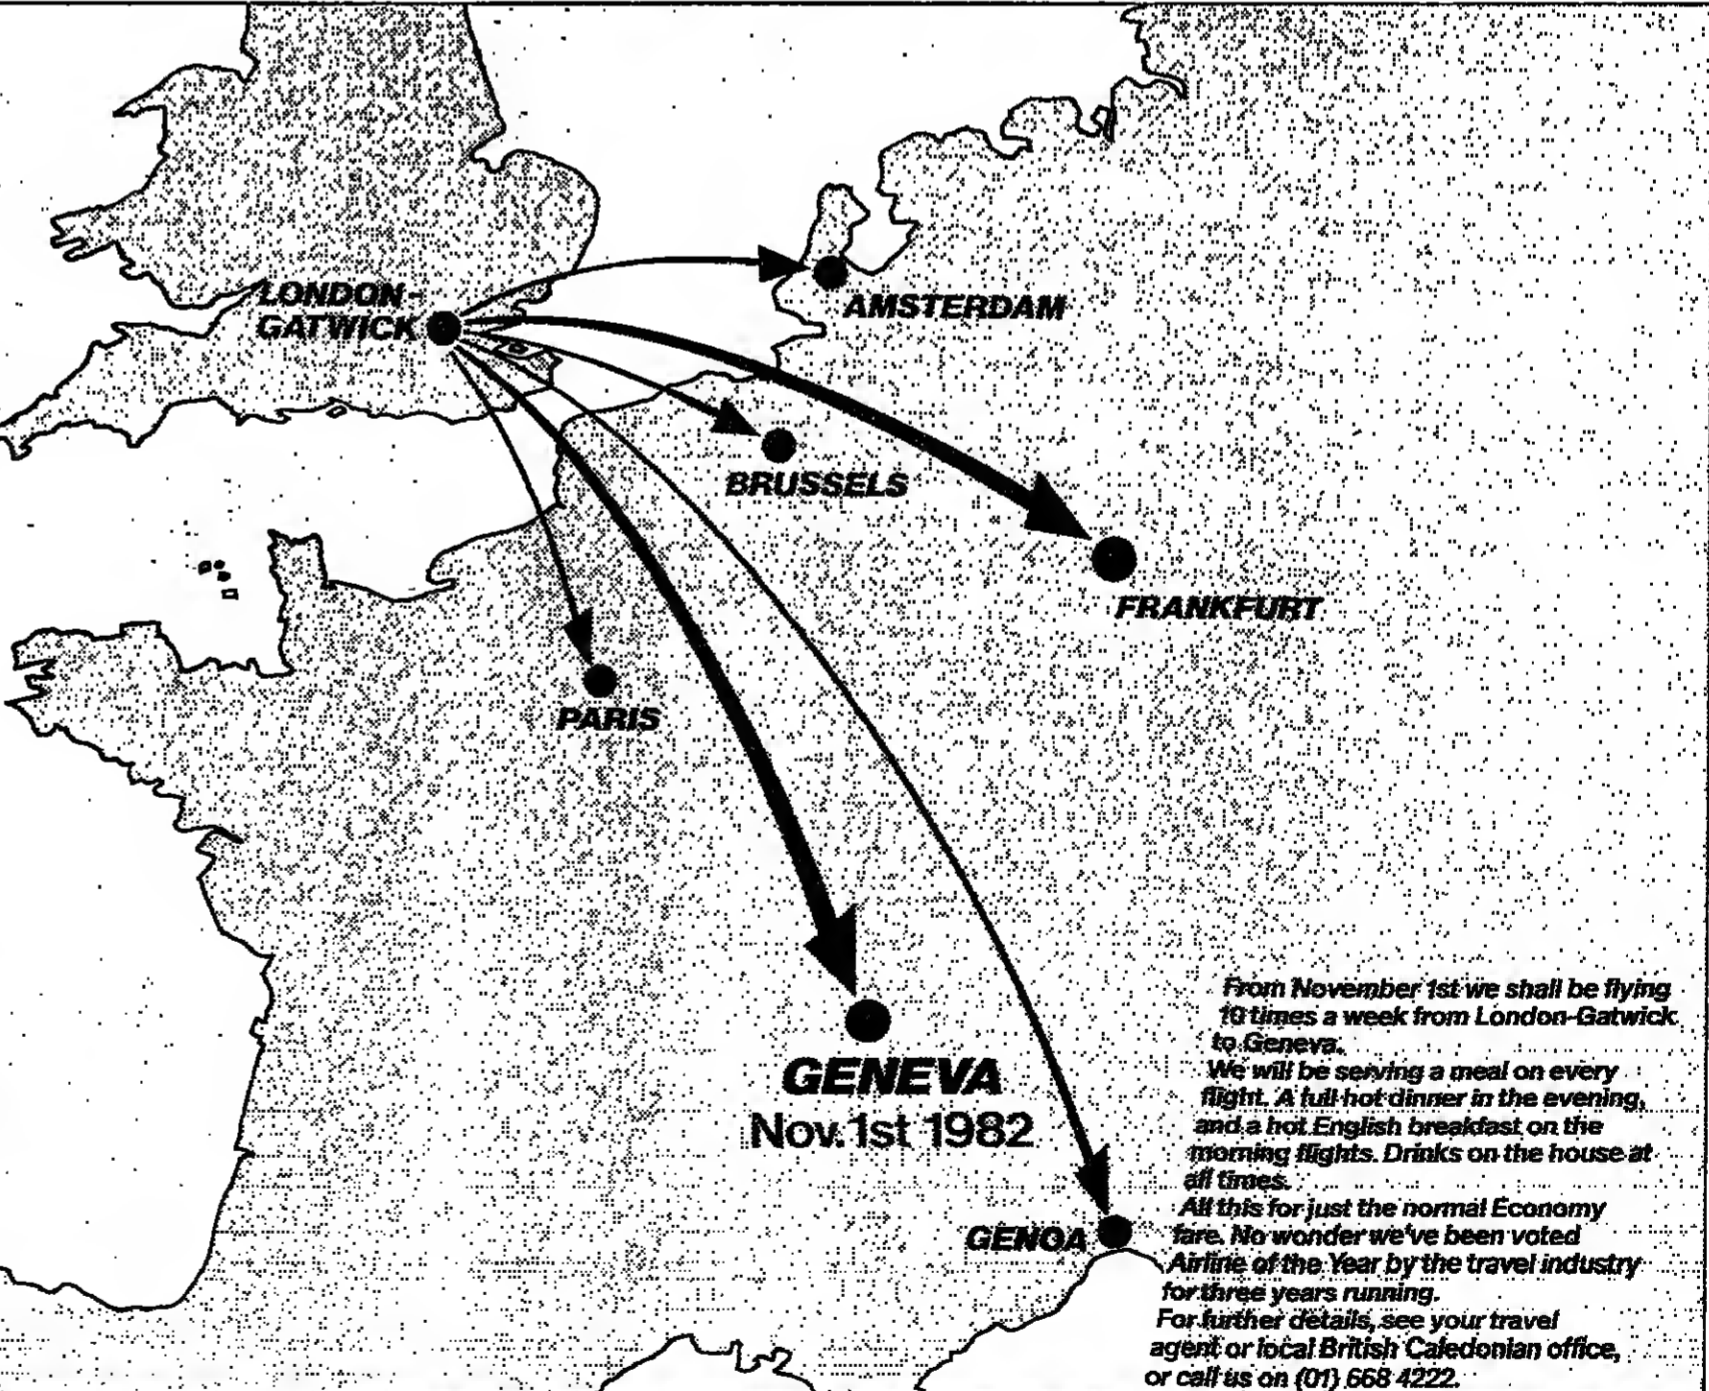 LONDON-
GATWICK
AMSTERDAM
BRUSSELS
FRANKFURT
PARIS
GENEVA
Nov. 1st 1982
GENOA
From November 1st we shall be flying
10 times a week from London-Gatwick
to Geneva.
We will be serving a meal on every
flight. A full hot dinner in the evening,
and a hot English breakfast on the
morning flights. Drinks on the house at
all times.
All this for just the normal Economy
fare. No wonder we've been voted
Airline of the Year by the travel industry
for three years running.
For further details, see your travel
agent or local British Caledonian office,
or call us on (01) 668 4222.